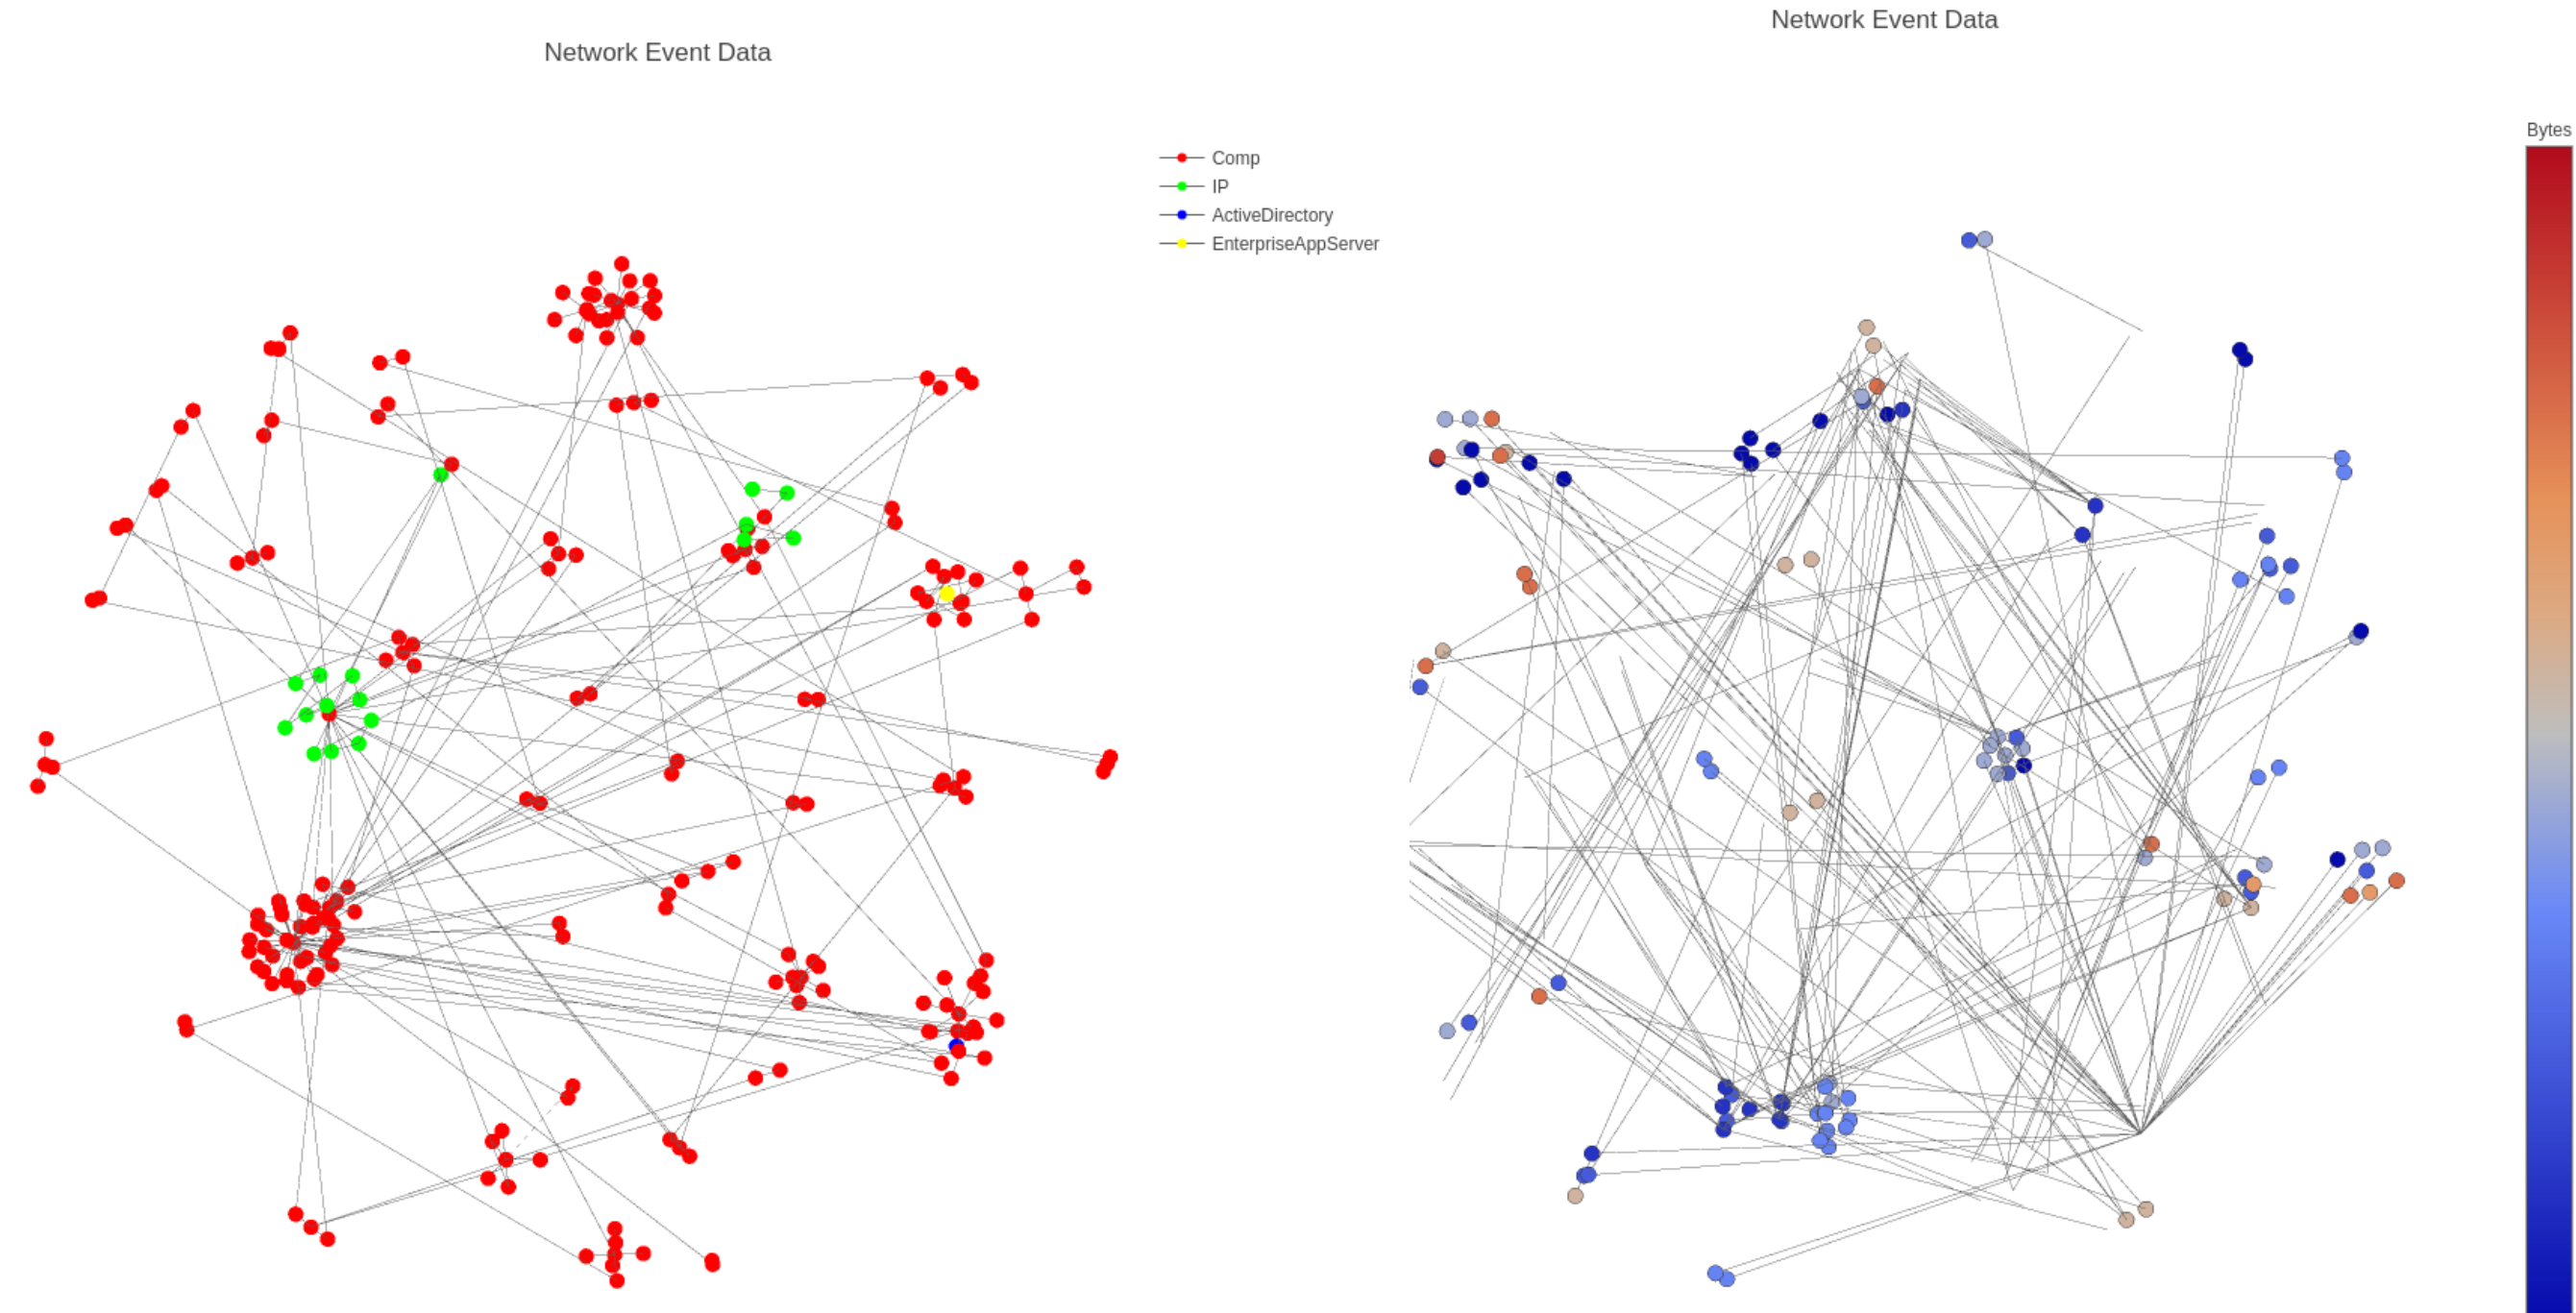 Network Event Data
Comp
IP
ActiveDirectory
EnterpriseAppServer
Network Event Data
Bytes